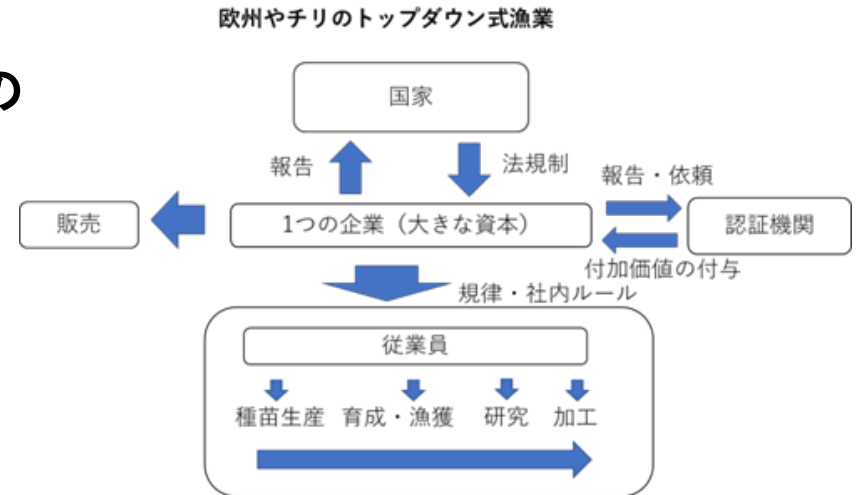 欧州やチリのトップダウン式漁業
の
国家
報告
法規制
報告・依頼
販売
1つの企業（大きな資本）
認証機関
付加価値の付与
規律・社内ルール
従業員
種苗生産 育成・漁獲 研究 加工